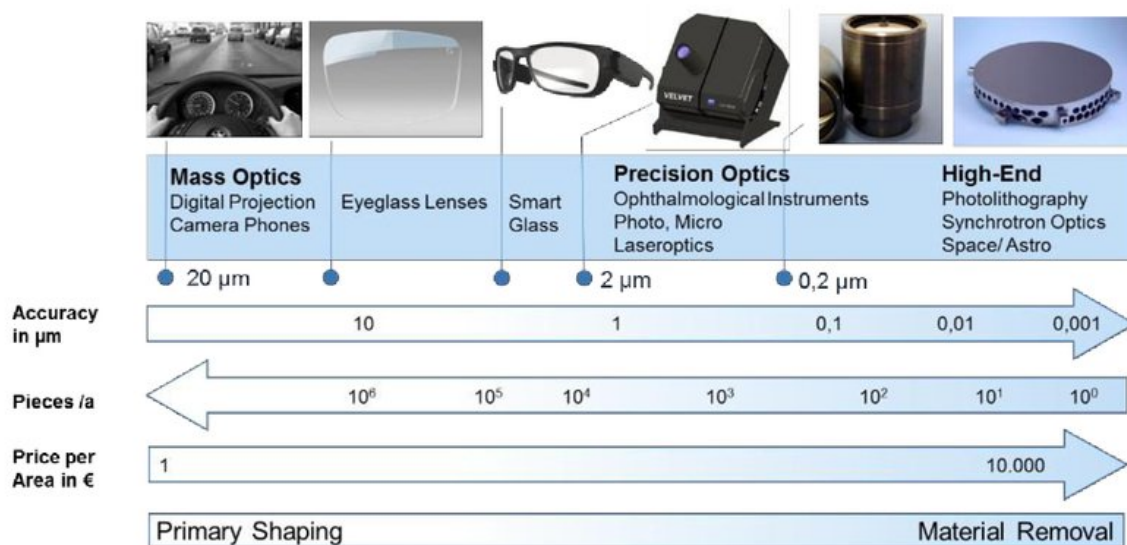 VELVET
Mass Optics
Digital Projection
Camera Phones
Eyeglass Lenses
Smart
Glass
Precision Optics
Ophthalmological Instruments
Photo, Micro
Laseroptics
High-End
Photolithography
Synchrotron Optics
Space/ Astro
20 µm
2 µm
0,2 µm
Accuracy
in µm
10 1 0,1 0,01 0,001
Pieces /a
10⁶ 10⁵ 10⁴ 10³ 10² 10¹ 10⁰
Price per
Area in €
1 10.000
Primary Shaping Material Removal